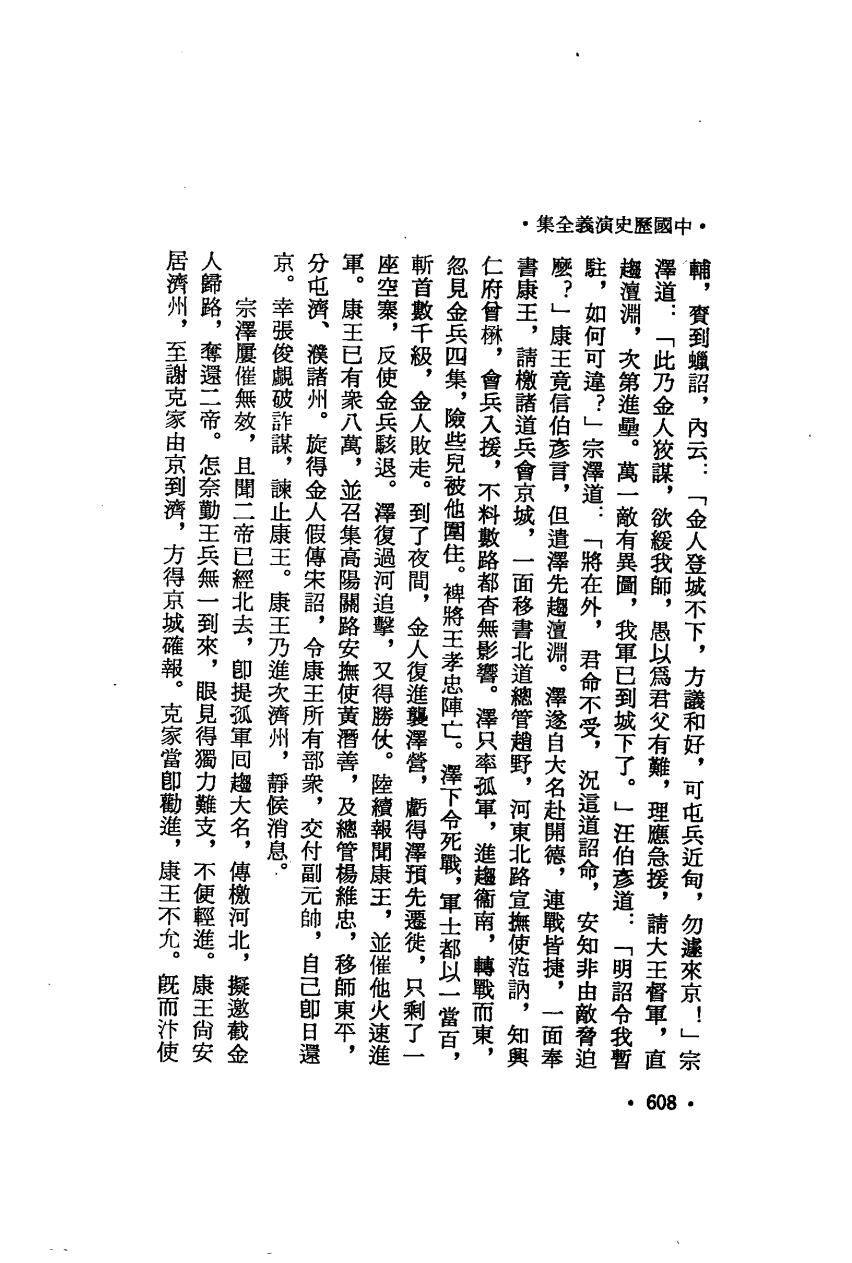 •中國歷史演義全集•
輔，賫到蠟詔，內云：「金人登城不下，方議和好，可屯兵近甸，勿遽來京！」宗
澤道：「此乃金人狡謀，欲緩我師，愚以爲君父有難，理應急援，請大王督軍，直
趨澶淵，次第進壘。萬一敵有異圖，我軍已到城下了。」汪伯彥道：「明詔令我暫
駐，如何可違？」宗澤道：「將在外，君命不受，況這道詔命，安知非由敵脅迫
麼？」康王竟信伯彥言，但遣澤先趨澶淵。澤遂自大名赴開德，連戰皆捷，一面奉
書康王，請檄諸道兵會京城，一面移書北道總管趙野，河東北路宣撫使范訥，知興
仁府曾楙，會兵入援，不料數路都杳無影響。澤只率孤軍，進趨衞南，轉戰而東，
忽見金兵四集，險些兒被他圍住。裨將王孝忠陣亡。澤下令死戰，軍士都以一當百，
斬首數千級，金人敗走。到了夜間，金人復進襲澤營，虧得澤預先遷徙，只剩了一
座空寨，反使金兵駭退。澤復過河追擊，又得勝仗。陸續報聞康王，並催他火速進
軍。康王已有衆八萬，並召集高陽關路安撫使黃潛善，及總管楊維忠，移師東平，
分屯濟、濮諸州。旋得金人假傳宋詔，令康王所有部衆，交付副元帥，自己卽日還
京。幸張俊覷破詐謀，諫止康王。康王乃進次濟州，靜候消息。
宗澤屢催無效，且聞二帝已經北去，卽提孤軍囘趨大名，傳檄河北，擬邀截金
人歸路，奪還二帝。怎奈勤王兵無一到來，眼見得獨力難支，不便輕進。康王尙安
居濟州，至謝克家由京到濟，方得京城確報。克家當卽勸進，康王不允。旣而汴使
•608•